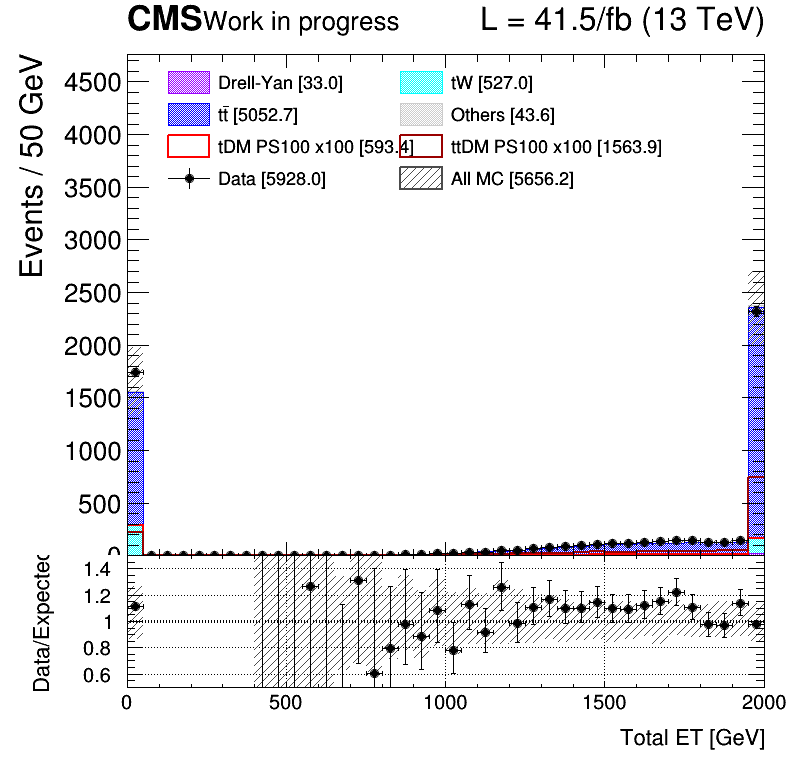 CMS Work in progress L = 41.5/fb (13 TeV)
Events / 50 GeV
4500
4000
3500
3000
2500
2000
1500
1000
500
0
Drell-Yan [33.0] tW [527.0]
tt̄ [5052.7] Others [43.6]
tDM PS100 x100 [593.4] ttDM PS100 x100 [1563.9]
Data [5928.0] All MC [5656.2]
Data/Expected
1.4
1.2
1
0.8
0.6
0 500 1000 1500 2000
Total ET [GeV]